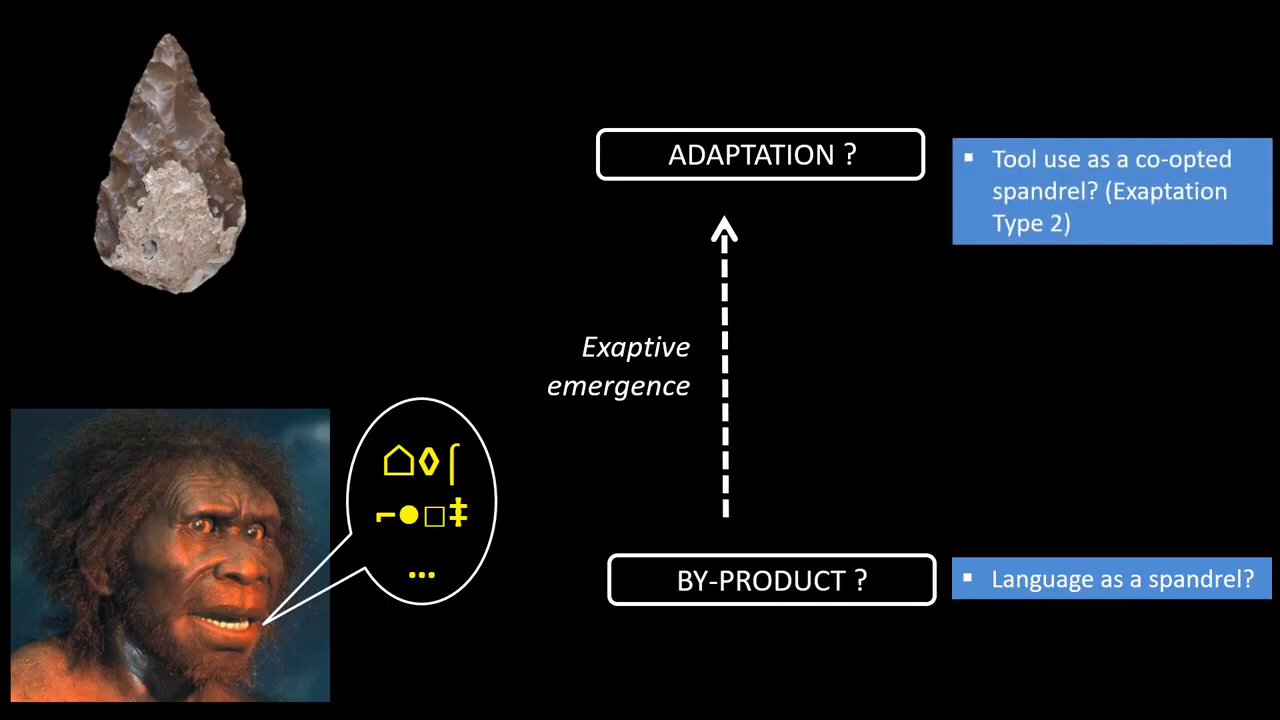 ADAPTATION ?
▪ Tool use as a co-opted
spandrel? (Exaptation
Type 2)
Exaptive
emergence
⌂◊⌠
⌐●□‡
...
BY-PRODUCT ?
▪ Language as a spandrel?